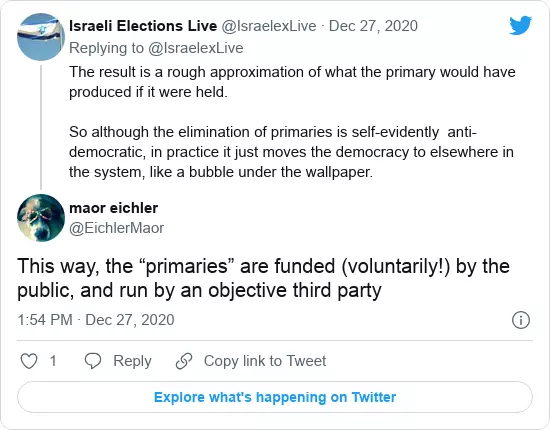 Israeli Elections Live @IsraelexLive · Dec 27, 2020
Replying to @IsraelexLive
The result is a rough approximation of what the primary would have
produced if it were held.
So although the elimination of primaries is self-evidently  anti-
democratic, in practice it just moves the democracy to elsewhere in
the system, like a bubble under the wallpaper.
maor eichler
@EichlerMaor
This way, the “primaries” are funded (voluntarily!) by the
public, and run by an objective third party
1:54 PM · Dec 27, 2020
1 Reply Copy link to Tweet
Explore what's happening on Twitter